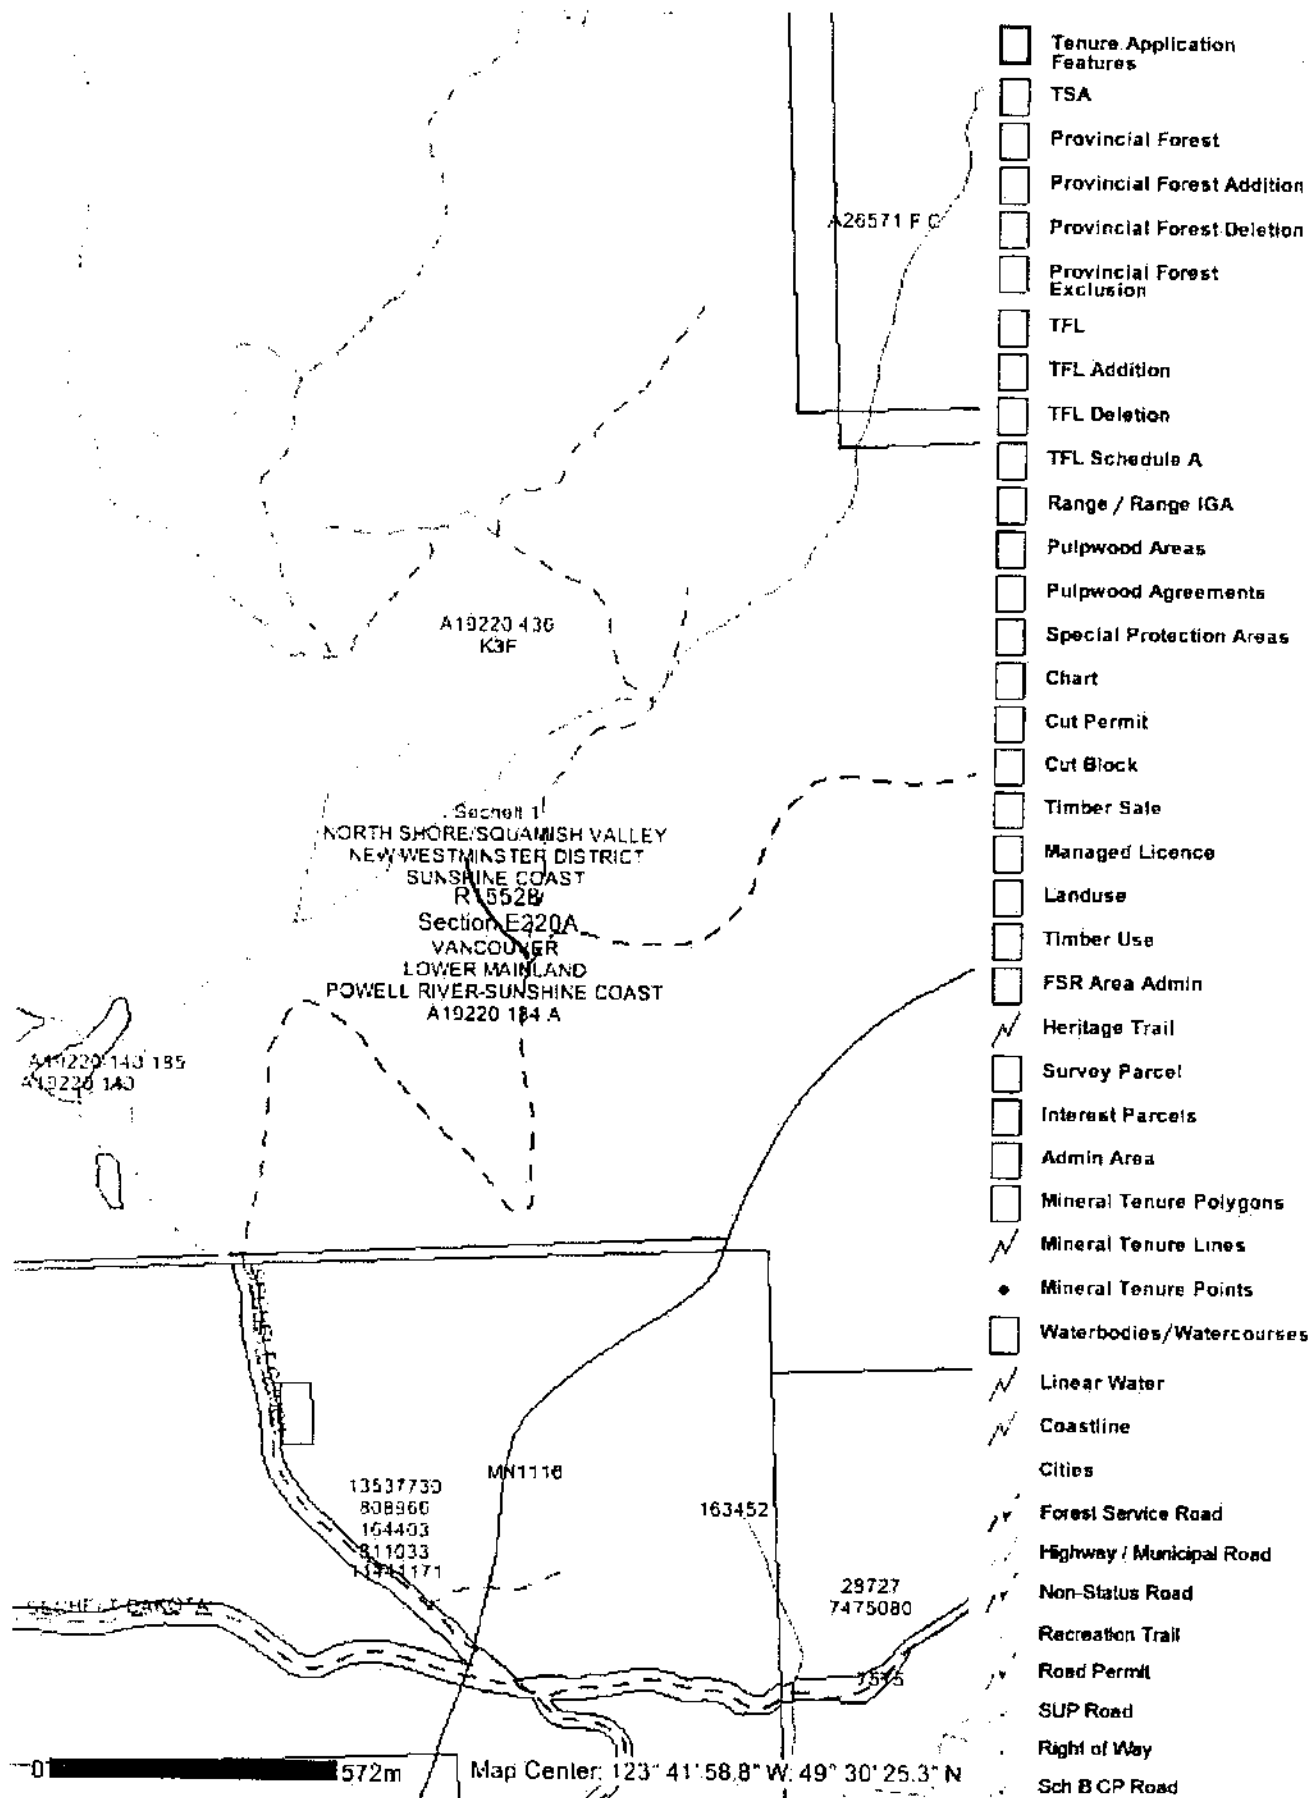 A26571 F C
A19220 436
K3F
Sechelt 1
NORTH SHORE/SQUAMISH VALLEY
NEW WESTMINSTER DISTRICT
SUNSHINE COAST
R15528
Section E220A
VANCOUVER
LOWER MAINLAND
POWELL RIVER-SUNSHINE COAST
A19220 184 A
A19220 140 185
A19220 140
MN1116
13537730
808966
164403
811033
13441171
163452
29727
7475080
SECHELT DAKOTA
7575
0
572m
Map Center: 123° 41'58.8" W: 49° 30'25.3" N
Tenure Application
Features
TSA
Provincial Forest
Provincial Forest Addition
Provincial Forest Deletion
Provincial Forest
Exclusion
TFL
TFL Addition
TFL Deletion
TFL Schedule A
Range / Range IGA
Pulpwood Areas
Pulpwood Agreements
Special Protection Areas
Chart
Cut Permit
Cut Block
Timber Sale
Managed Licence
Landuse
Timber Use
FSR Area Admin
Heritage Trail
Survey Parcel
Interest Parcels
Admin Area
Mineral Tenure Polygons
Mineral Tenure Lines
Mineral Tenure Points
Waterbodies/Watercourses
Linear Water
Coastline
Cities
Forest Service Road
Highway / Municipal Road
Non-Status Road
Recreation Trail
Road Permit
SUP Road
Right of Way
Sch B CP Road